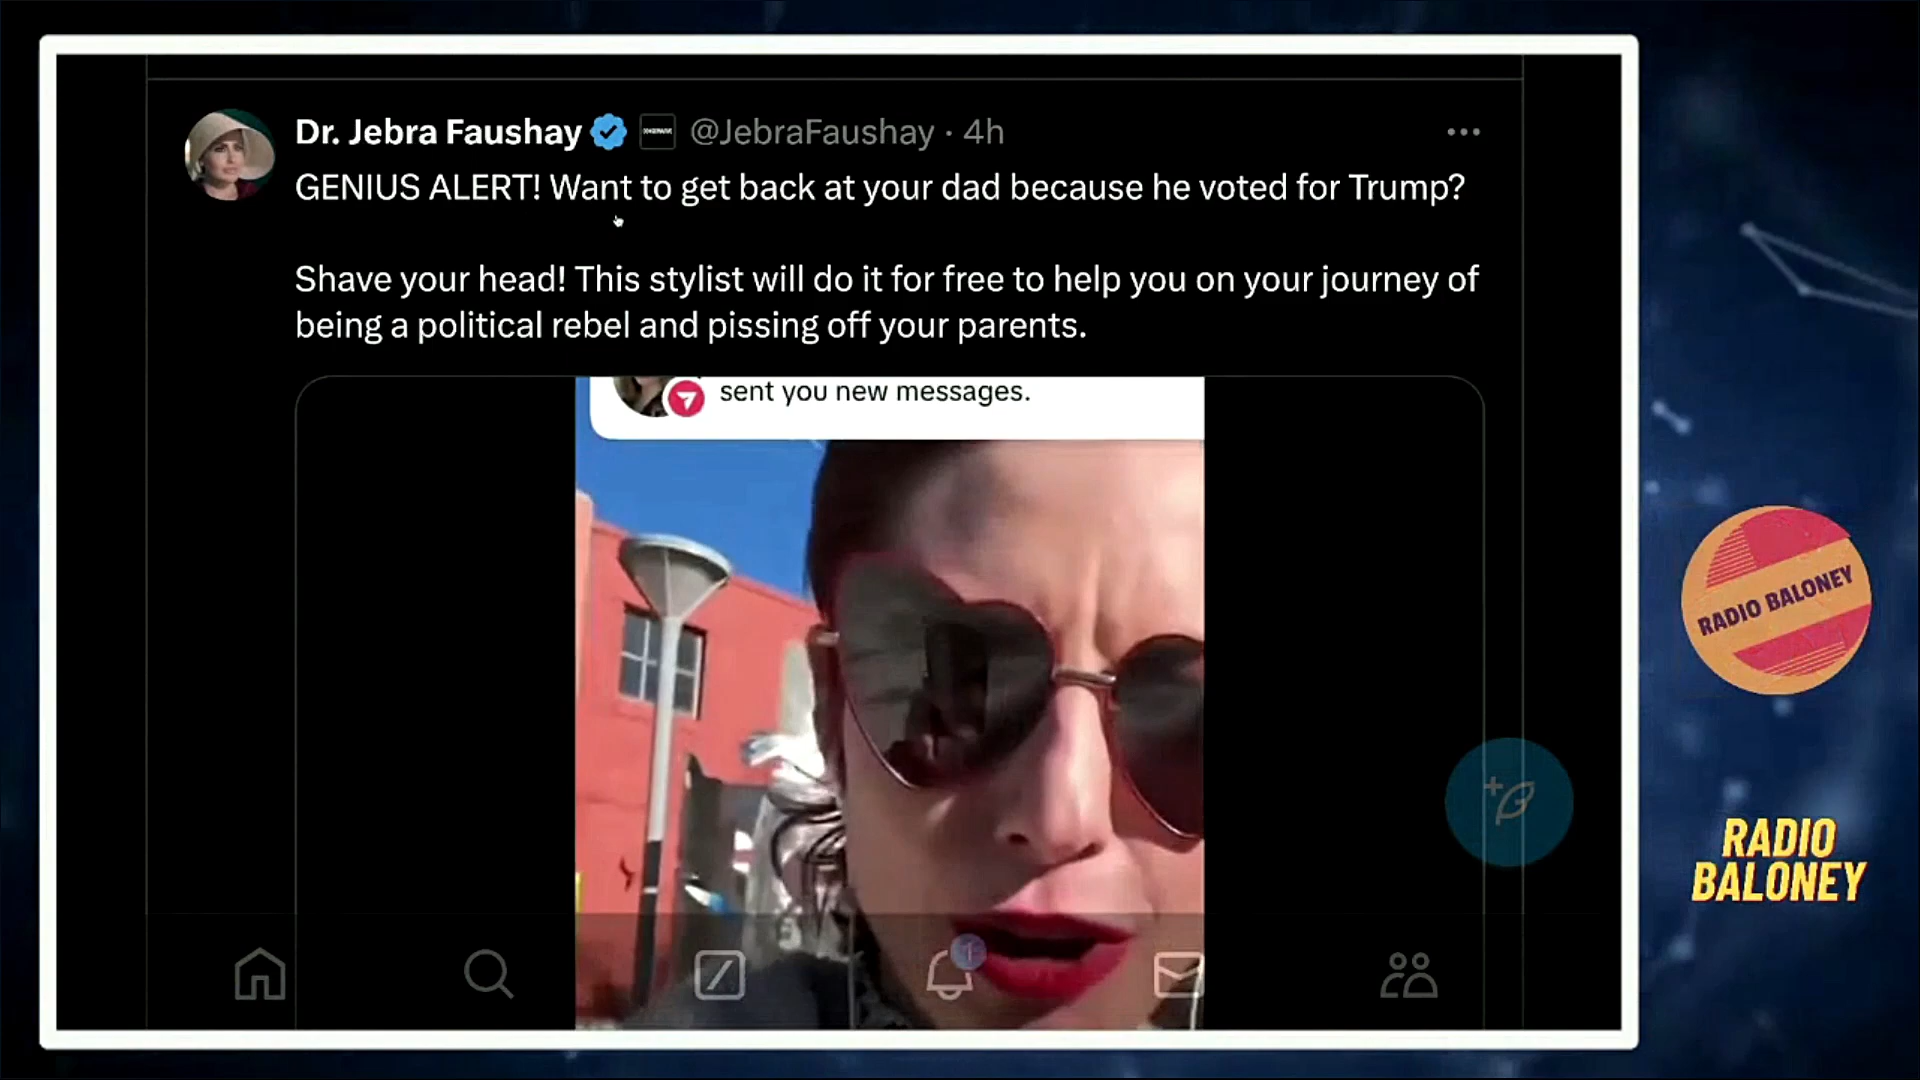 Dr. Jebra Faushay @JebraFaushay · 4h
GENIUS ALERT! Want to get back at your dad because he voted for Trump?
Shave your head! This stylist will do it for free to help you on your journey of
being a political rebel and pissing off your parents.
sent you new messages.
1
RADIO BALONEY
RADIO
BALONEY